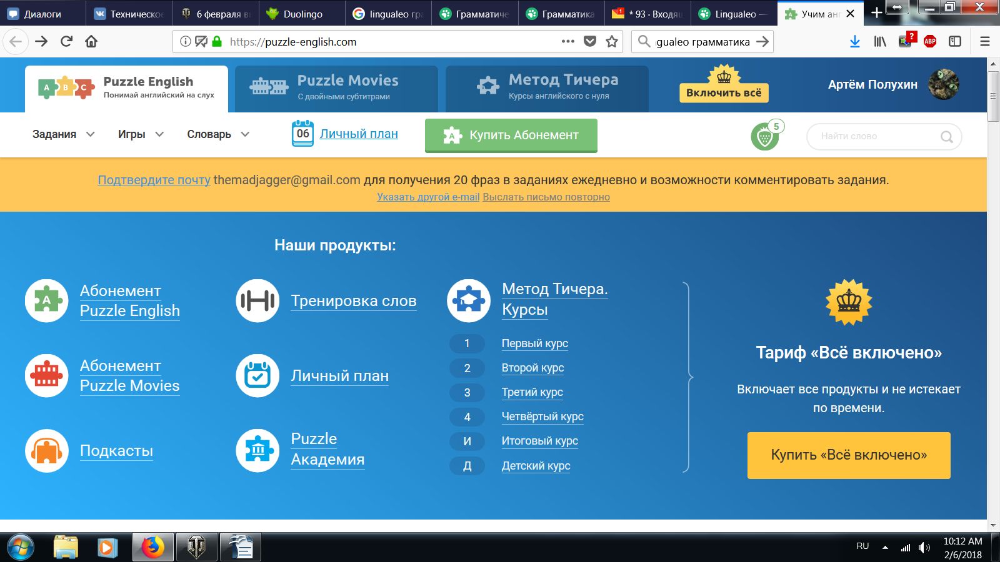 Диалоги
Техническое
6 февраля в
Duolingo
lingualeo гра
Грамматиче
Грамматика
* 93 · Входящ
Lingualeo —
Учим анг
https://puzzle-english.com
gualeo грамматика
ABP
A B C
Puzzle English
Понимай английский на слух
Puzzle Movies
С двойными субтитрами
Метод Тичера
Курсы английского с нуля
Включить всё
Артём Полухин
Задания
Игры
Словарь
06
Личный план
A
Купить Абонемент
5
Найти слово
Подтвердите почту themadjagger@gmail.com для получения 20 фраз в заданиях ежедневно и возможности комментировать задания.
Указать другой e-mail Выслать письмо повторно
Наши продукты:
A
Абонемент
Puzzle English
Тренировка слов
Метод Тичера.
Курсы
1 Первый курс
2 Второй курс
3 Третий курс
4 Четвёртый курс
И Итоговый курс
Д Детский курс
Абонемент
Puzzle Movies
Личный план
Подкасты
Puzzle
Академия
Тариф «Всё включено»
Включает все продукты и не истекает
по времени.
Купить «Всё включено»
RU
10:12 AM
2/6/2018